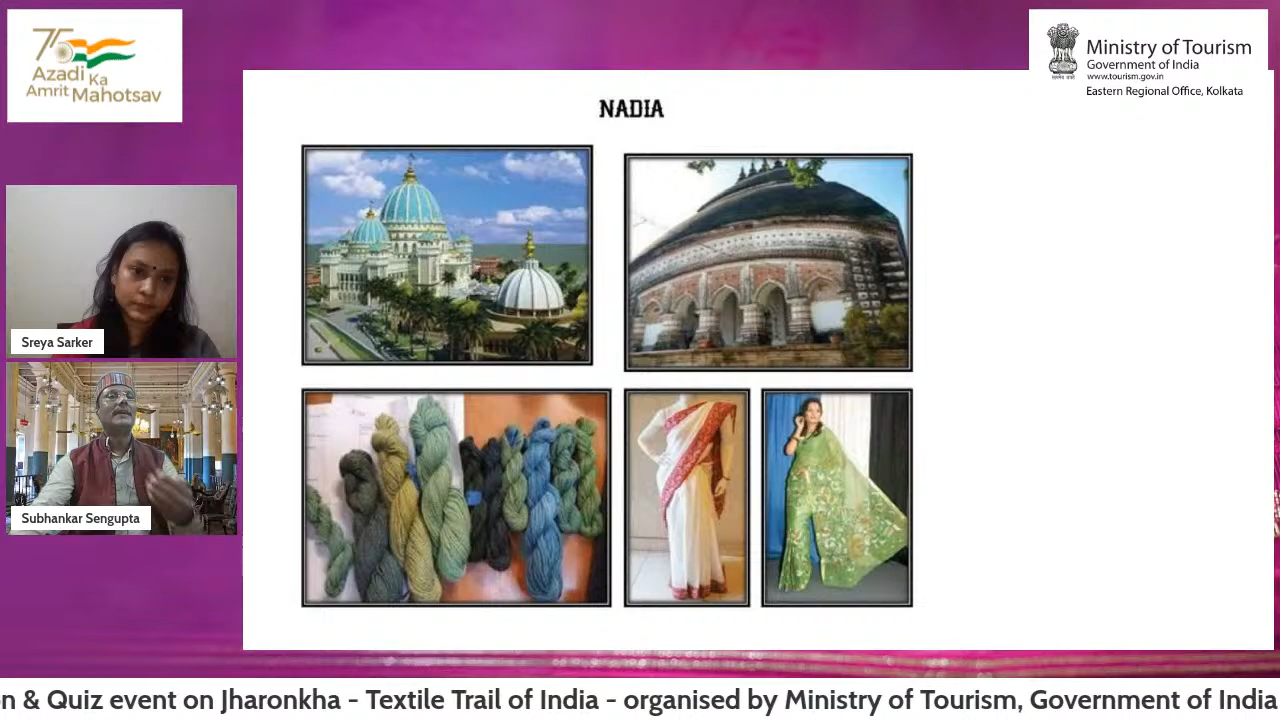 75
Azadi Ka
Amrit Mahotsav
Ministry of Tourism
Government of India
www.tourism.gov.in
Eastern Regional Office, Kolkata
NADIA
Sreya Sarker
Subhankar Sengupta
& Quiz event on Jharonkha - Textile Trail of India - organised by Ministry of Tourism, Government of India